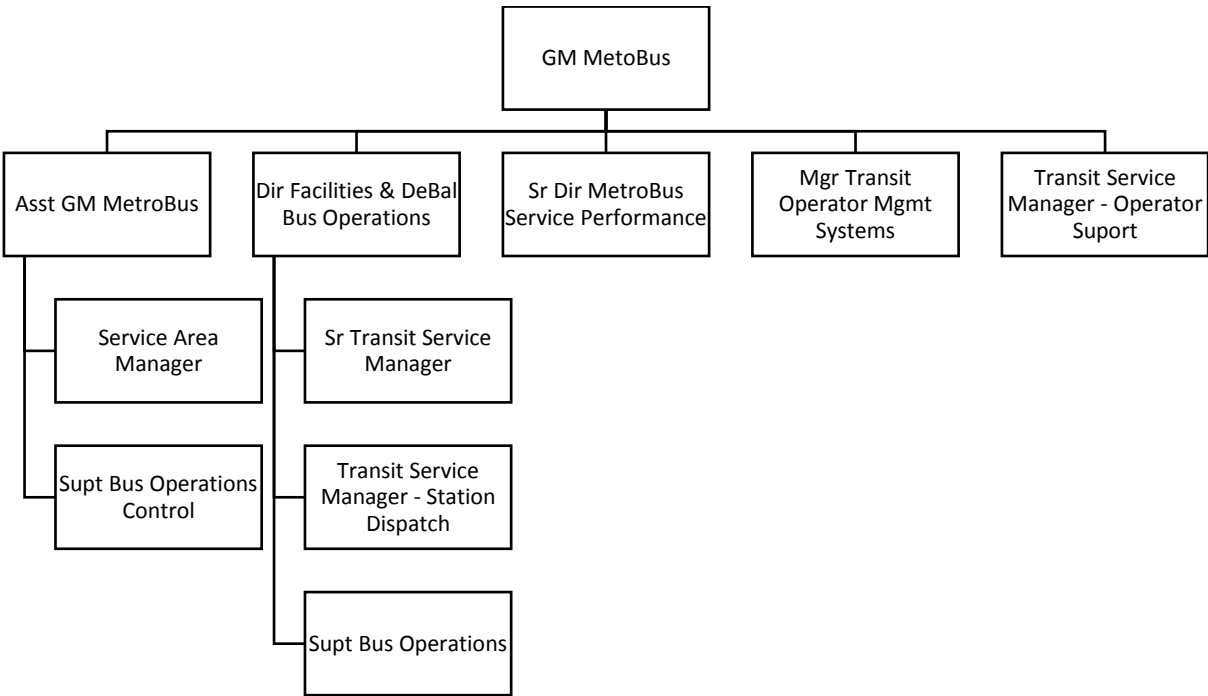 GM MetoBus
Asst GM MetroBus
Dir Facilities & DeBal
Bus Operations
Sr Dir MetroBus
Service Performance
Mgr Transit
Operator Mgmt
Systems
Transit Service
Manager - Operator
Suport
Service Area
Manager
Supt Bus Operations
Control
Sr Transit Service
Manager
Transit Service
Manager - Station
Dispatch
Supt Bus Operations